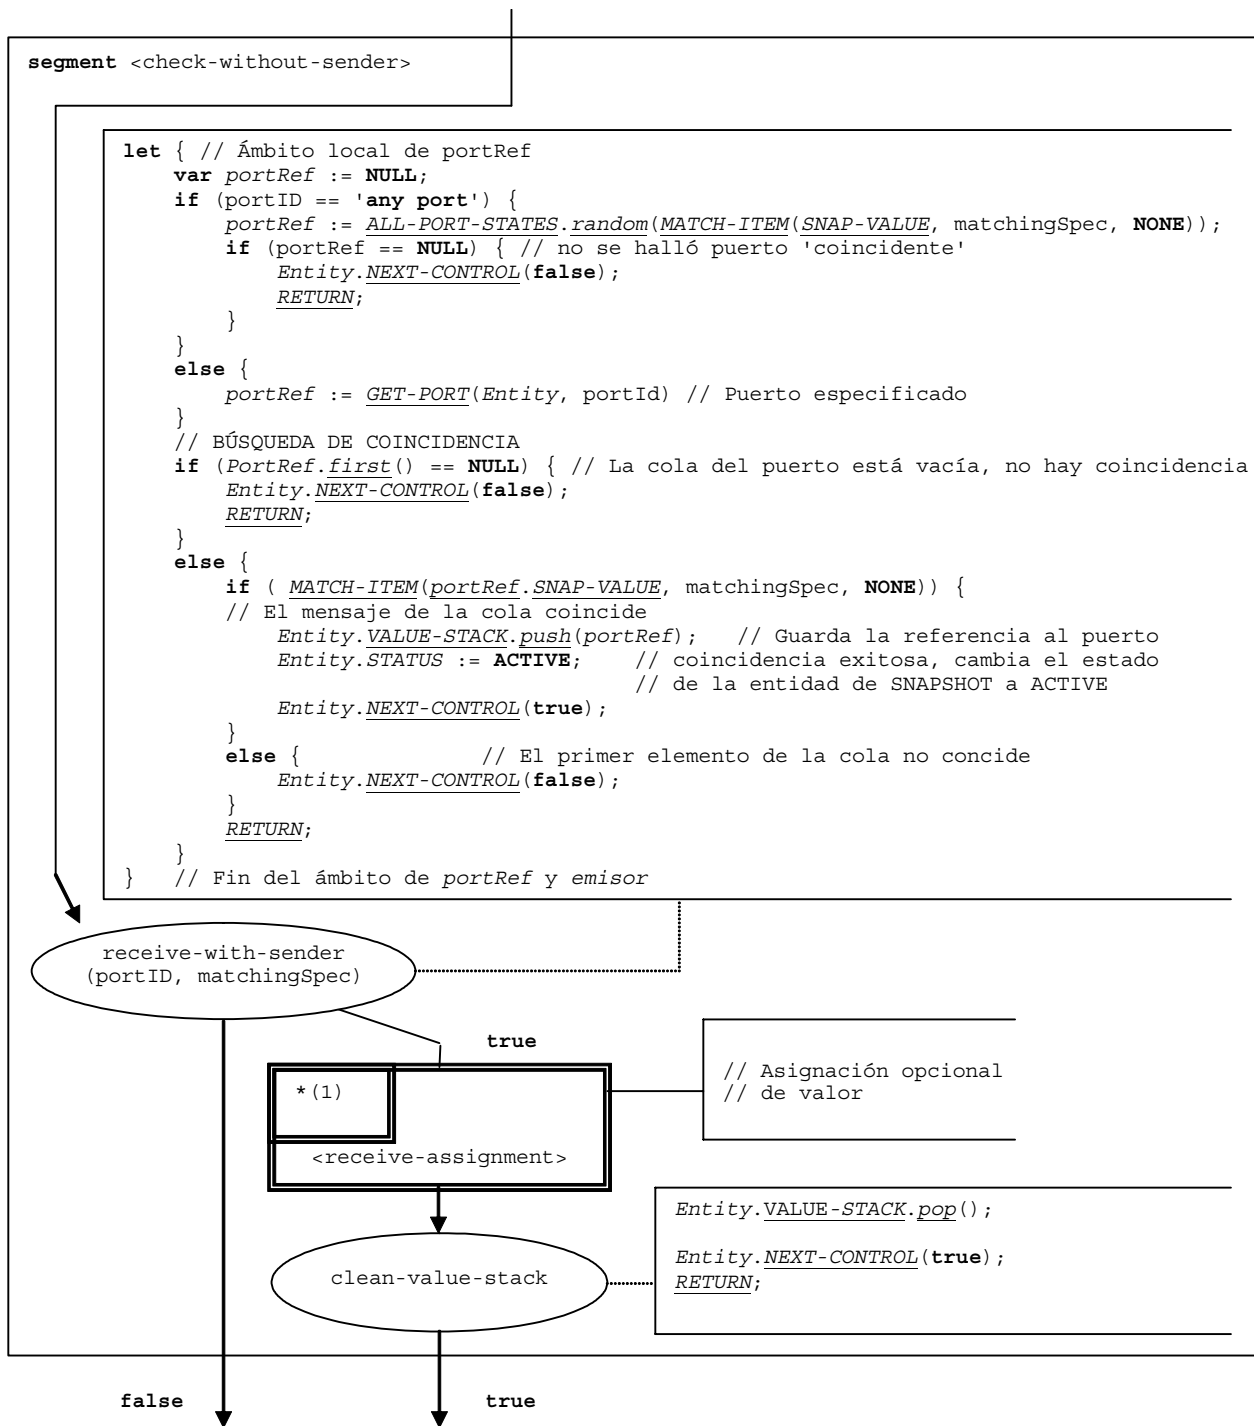 segment <check-without-sender>
let { // Ámbito local de portRef
var portRef := NULL;
if (portID == 'any port') {
portRef := ALL-PORT-STATES.random(MATCH-ITEM(SNAP-VALUE, matchingSpec, NONE));
if (portRef == NULL) { // no se halló puerto 'coincidente'
Entity.NEXT-CONTROL(false);
RETURN;
}
}
else {
portRef := GET-PORT(Entity, portId) // Puerto especificado
}
// BÚSQUEDA DE COINCIDENCIA
if (PortRef.first() == NULL) { // La cola del puerto está vacía, no hay coincidencia
Entity.NEXT-CONTROL(false);
RETURN;
}
else {
if ( MATCH-ITEM(portRef.SNAP-VALUE, matchingSpec, NONE)) {
// El mensaje de la cola coincide
Entity.VALUE-STACK.push(portRef); // Guarda la referencia al puerto
Entity.STATUS := ACTIVE; // coincidencia exitosa, cambia el estado
// de la entidad de SNAPSHOT a ACTIVE
Entity.NEXT-CONTROL(true);
}
else { // El primer elemento de la cola no concide
Entity.NEXT-CONTROL(false);
}
RETURN;
}
} // Fin del ámbito de portRef y emisor
receive-with-sender
(portID, matchingSpec)
true
*(1)
<receive-assignment>
// Asignación opcional
// de valor
clean-value-stack
Entity.VALUE-STACK.pop();
Entity.NEXT-CONTROL(true);
RETURN;
false
true